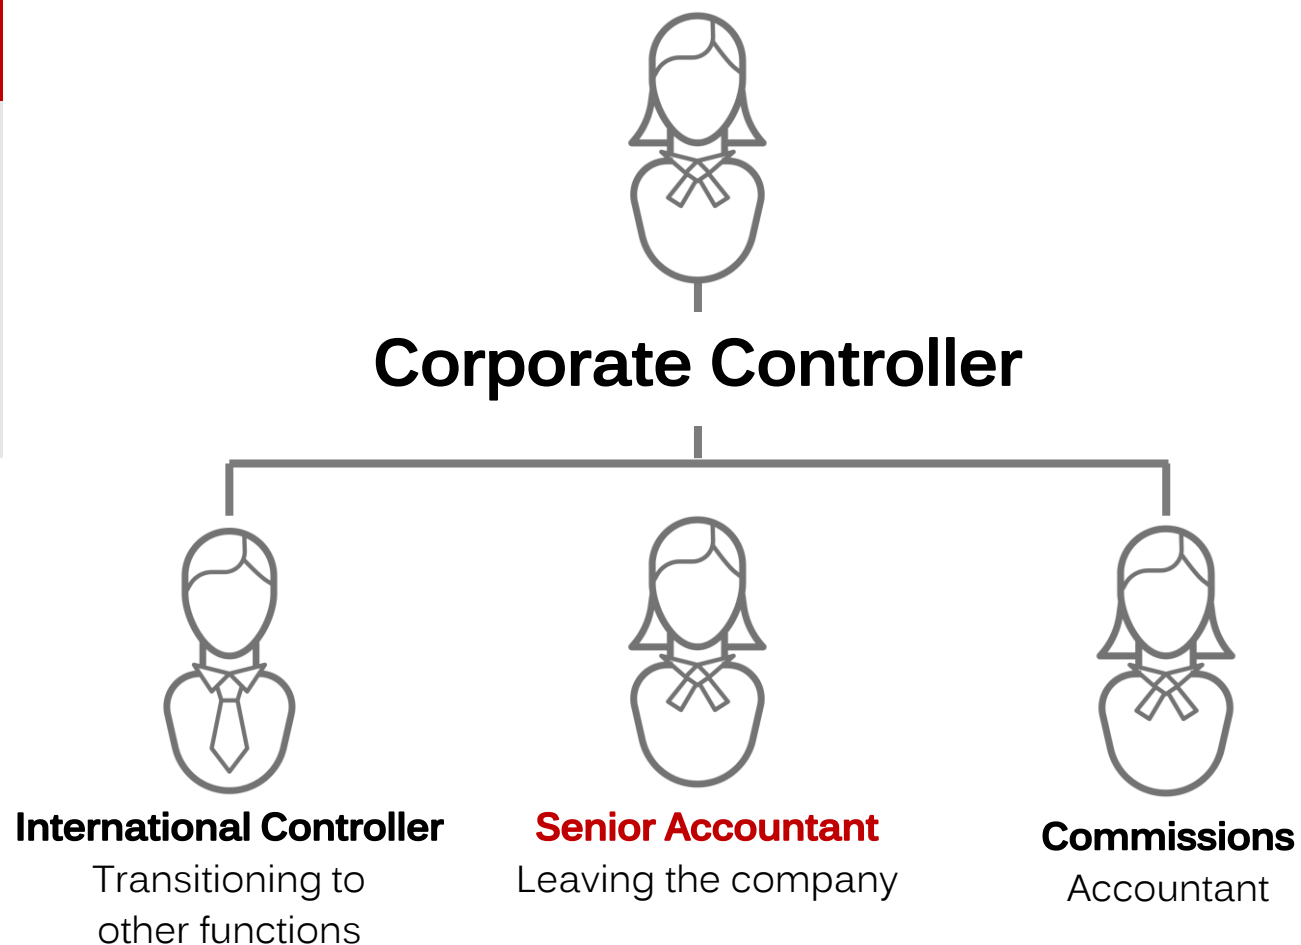 Corporate Controller
International Controller
Transitioning to
other functions
Senior Accountant
Leaving the company
Commissions
Accountant